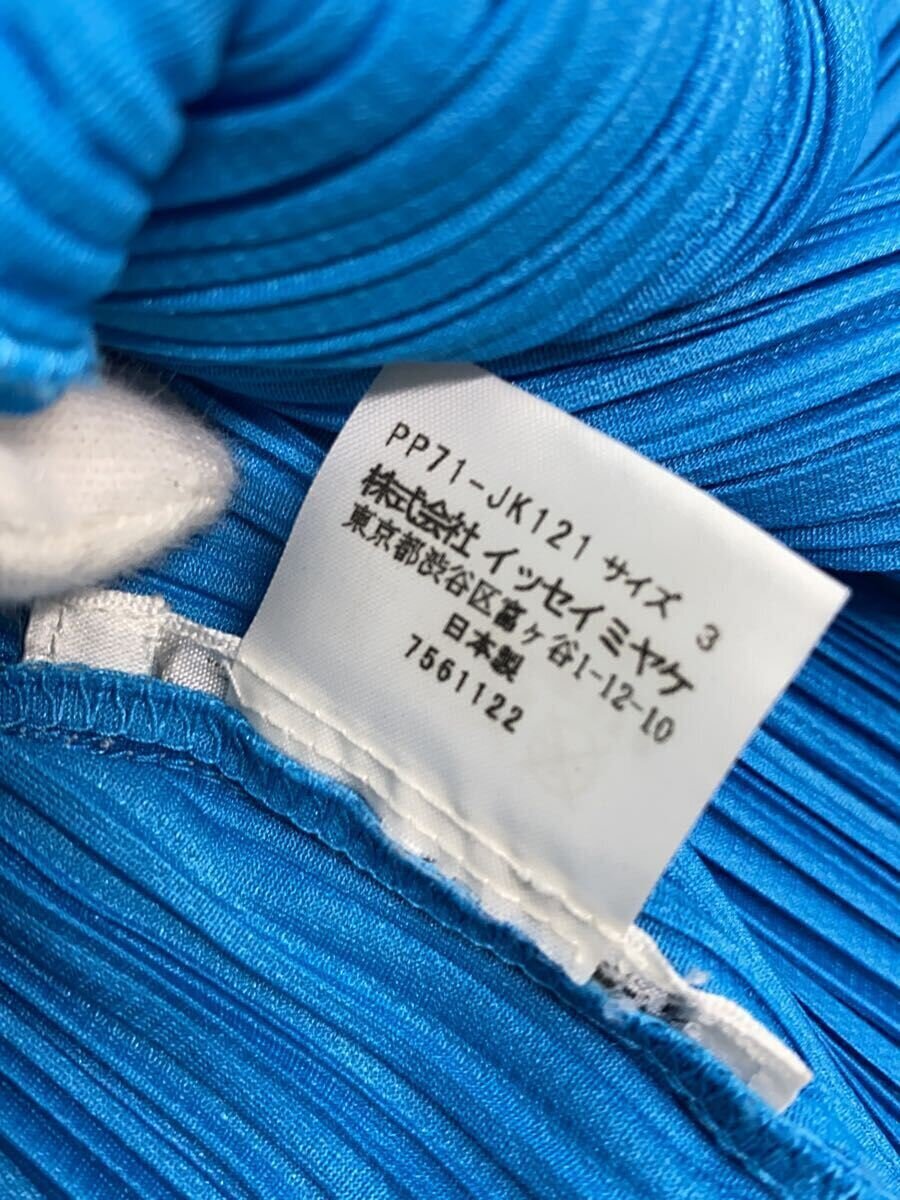 PP71-JK121 サイズ 3
株式会社イッセイミヤケ
東京都渋谷区富ヶ谷1-12-10
日本製
7561122